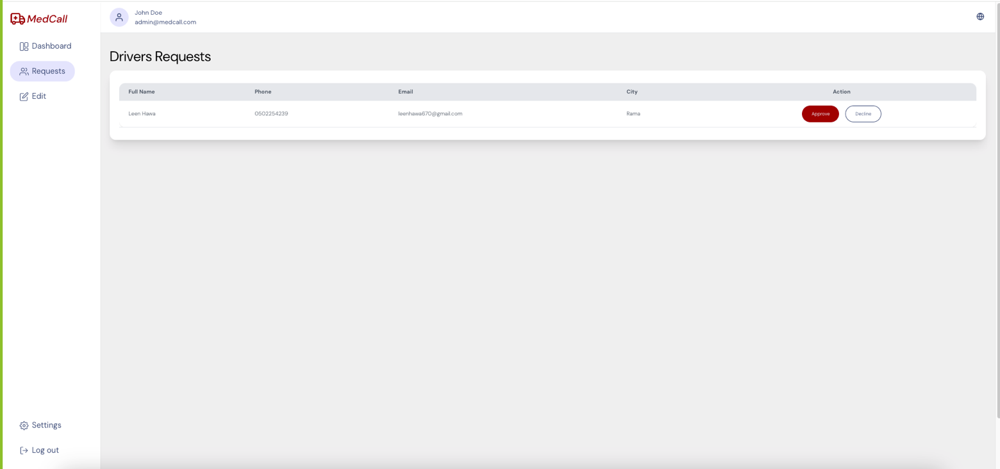 MedCall
John Doe
admin@medcall.com
Dashboard
Requests
Edit
Drivers Requests
Full Name Phone Email City Action
Leen Hawa 0502254239 leenhawa670@gmail.com Rama Approve Decline
Settings
Log out